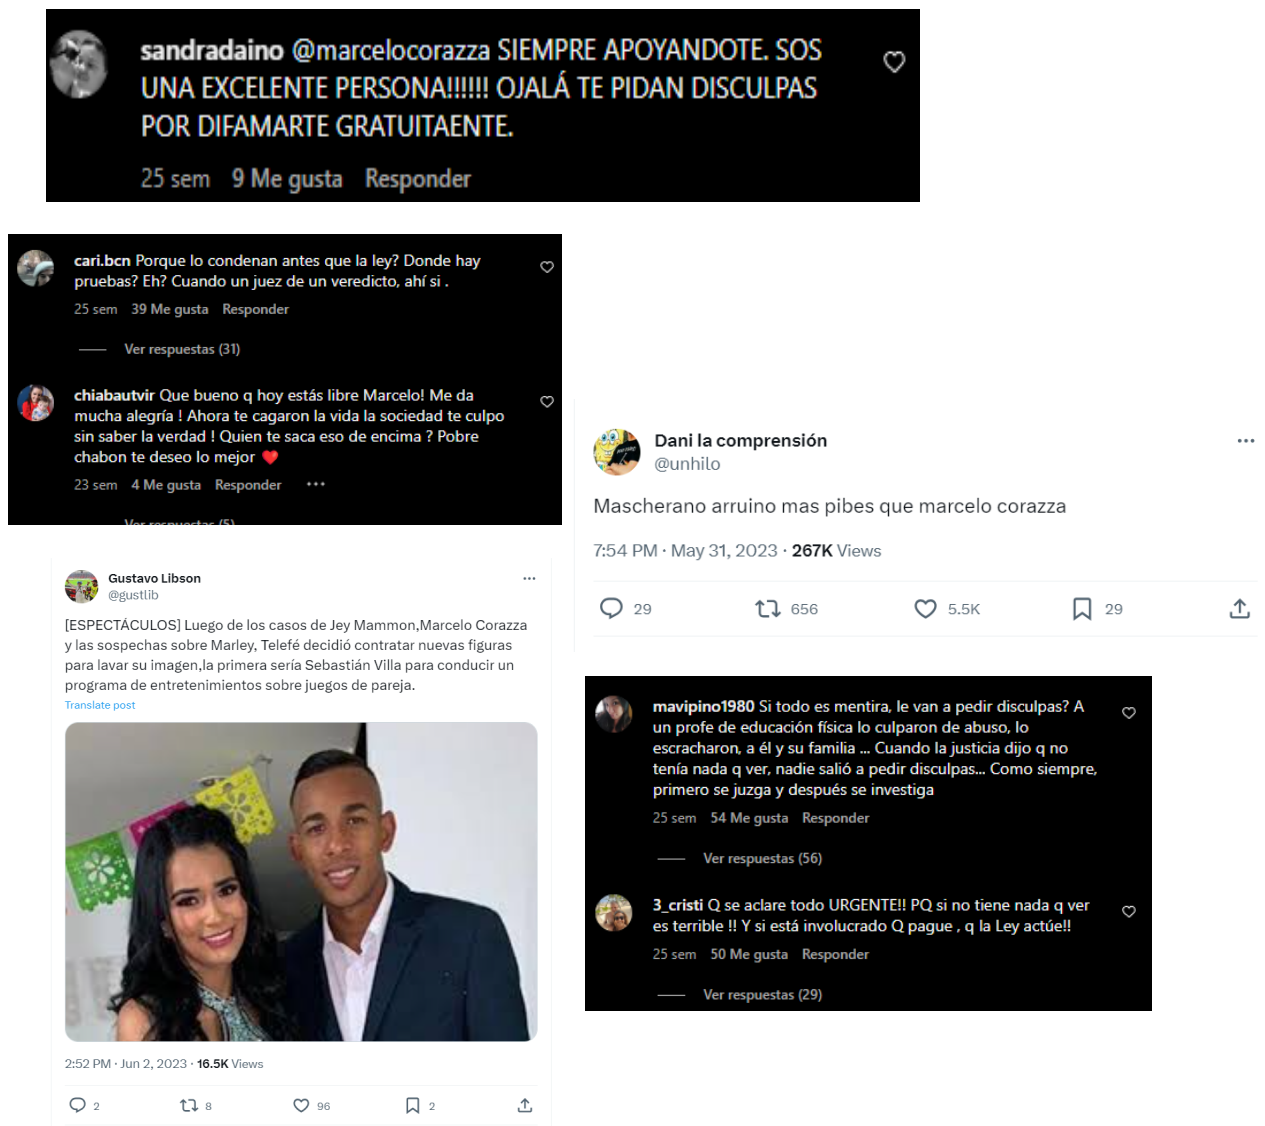 sandradaino @marcelocorazza SIEMPRE APOYANDOTE. SOS
UNA EXCELENTE PERSONA!!!!!! OJALÁ TE PIDAN DISCULPAS
POR DIFAMARTE GRATUITAENTE.
25 sem 9 Me gusta Responder
cari.bcn Porque lo condenan antes que la ley? Donde hay
pruebas? Eh? Cuando un juez de un veredicto, ahí si .
25 sem 39 Me gusta Responder
Ver respuestas (31)
chiabautvir Que bueno q hoy estás libre Marcelo! Me da
mucha alegría ! Ahora te cagaron la vida la sociedad te culpo
sin saber la verdad ! Quien te saca eso de encima ? Pobre
chabon te deseo lo mejor ❤️
23 sem 4 Me gusta Responder ···
Ver respuestas (5)
Dani la comprensión
@unhilo
Mascherano arruino mas pibes que marcelo corazza
7:54 PM · May 31, 2023 · 267K Views
29 656 5.5K 29
Gustavo Libson
@gustlib
[ESPECTÁCULOS] Luego de los casos de Jey Mammon,Marcelo Corazza
y las sospechas sobre Marley, Telefé decidió contratar nuevas figuras
para lavar su imagen,la primera sería Sebastián Villa para conducir un
programa de entretenimientos sobre juegos de pareja.
Translate post
2:52 PM · Jun 2, 2023 · 16.5K Views
2 8 96 2
mavipino1980 Si todo es mentira, le van a pedir disculpas? A
un profe de educación física lo culparon de abuso, lo
escracharon, a él y su familia ... Cuando la justicia dijo q no
tenía nada q ver, nadie salió a pedir disculpas... Como siempre,
primero se juzga y después se investiga
25 sem 54 Me gusta Responder
Ver respuestas (56)
3_cristi Q se aclare todo URGENTE!! PQ si no tiene nada q ver
es terrible !! Y si está involucrado Q pague , q la Ley actúe!!
25 sem 50 Me gusta Responder
Ver respuestas (29)